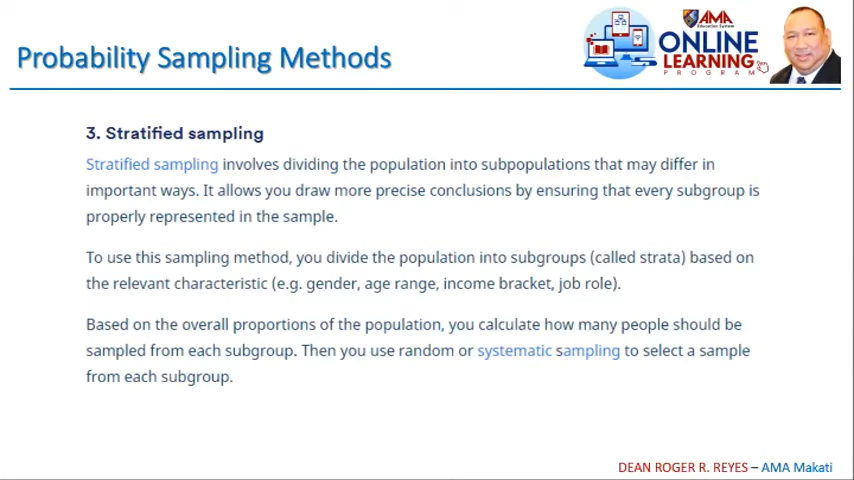 Probability Sampling Methods
AMA
Education System
ONLINE
LEARNING
PROGRAM
3. Stratified sampling
Stratified sampling involves dividing the population into subpopulations that may differ in
important ways. It allows you draw more precise conclusions by ensuring that every subgroup is
properly represented in the sample.
To use this sampling method, you divide the population into subgroups (called strata) based on
the relevant characteristic (e.g. gender, age range, income bracket, job role).
Based on the overall proportions of the population, you calculate how many people should be
sampled from each subgroup. Then you use random or systematic sampling to select a sample
from each subgroup.
DEAN ROGER R. REYES – AMA Makati